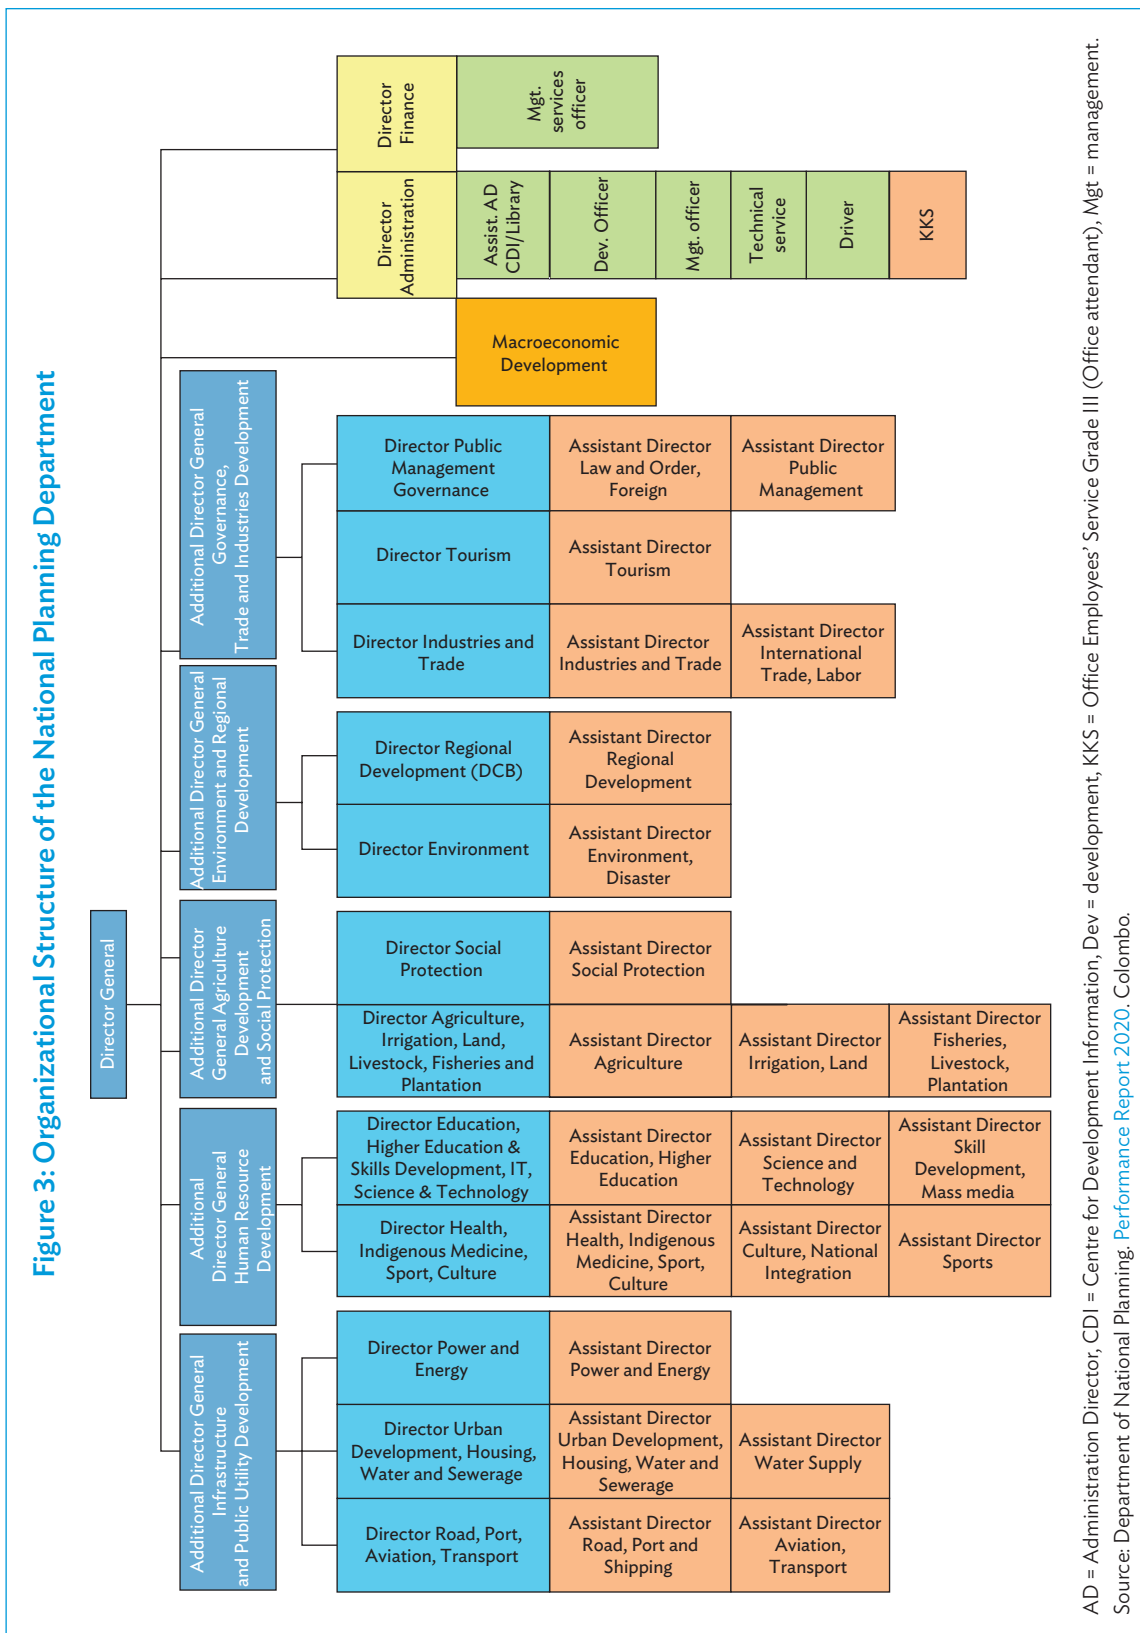 Figure 3: Organizational Structure of the National Planning Department
Director General
Additional Director General
Infrastructure
and Public Utility Development
Additional
Director General
Human Resource
Development
Additional Director
General Agriculture
Development
and Social Protection
Additional Director General
Environment and Regional
Development
Additional Director General
Governance,
Trade and Industries Development
Director Road, Port,
Aviation, Transport
Assistant Director
Road, Port and
Shipping
Assistant Director
Aviation,
Transport
Director Urban
Development, Housing,
Water and Sewerage
Assistant Director
Urban Development,
Housing, Water and
Sewerage
Assistant Director
Water Supply
Director Power and
Energy
Assistant Director
Power and Energy
Director Health,
Indigenous Medicine,
Sport, Culture
Assistant Director
Health, Indigenous
Medicine, Sport,
Culture
Assistant Director
Culture, National
Integration
Assistant Director
Sports
Director Education,
Higher Education &
Skills Development, IT,
Science & Technology
Assistant Director
Education, Higher
Education
Assistant Director
Science and
Technology
Assistant Director
Skill
Development,
Mass media
Director Agriculture,
Irrigation, Land,
Livestock, Fisheries and
Plantation
Assistant Director
Agriculture
Assistant Director
Irrigation, Land
Assistant Director
Fisheries,
Livestock,
Plantation
Director Social
Protection
Assistant Director
Social Protection
Director Environment
Assistant Director
Environment,
Disaster
Director Regional
Development (DCB)
Assistant Director
Regional
Development
Director Industries and
Trade
Assistant Director
Industries and Trade
Assistant Director
International
Trade, Labor
Director Tourism
Assistant Director
Tourism
Director Public
Management
Governance
Assistant Director
Law and Order,
Foreign
Assistant Director
Public
Management
Macroeconomic
Development
Director
Administration
Assist. AD
CDI/Library
Dev. Officer
Mgt. officer
Technical
service
Driver
KKS
Director
Finance
Mgt.
services
officer
AD = Administration Director, CDI = Centre for Development Information, Dev = development, KKS = Office Employees' Service Grade III (Office attendant), Mgt = management.
Source: Department of National Planning. Performance Report 2020. Colombo.